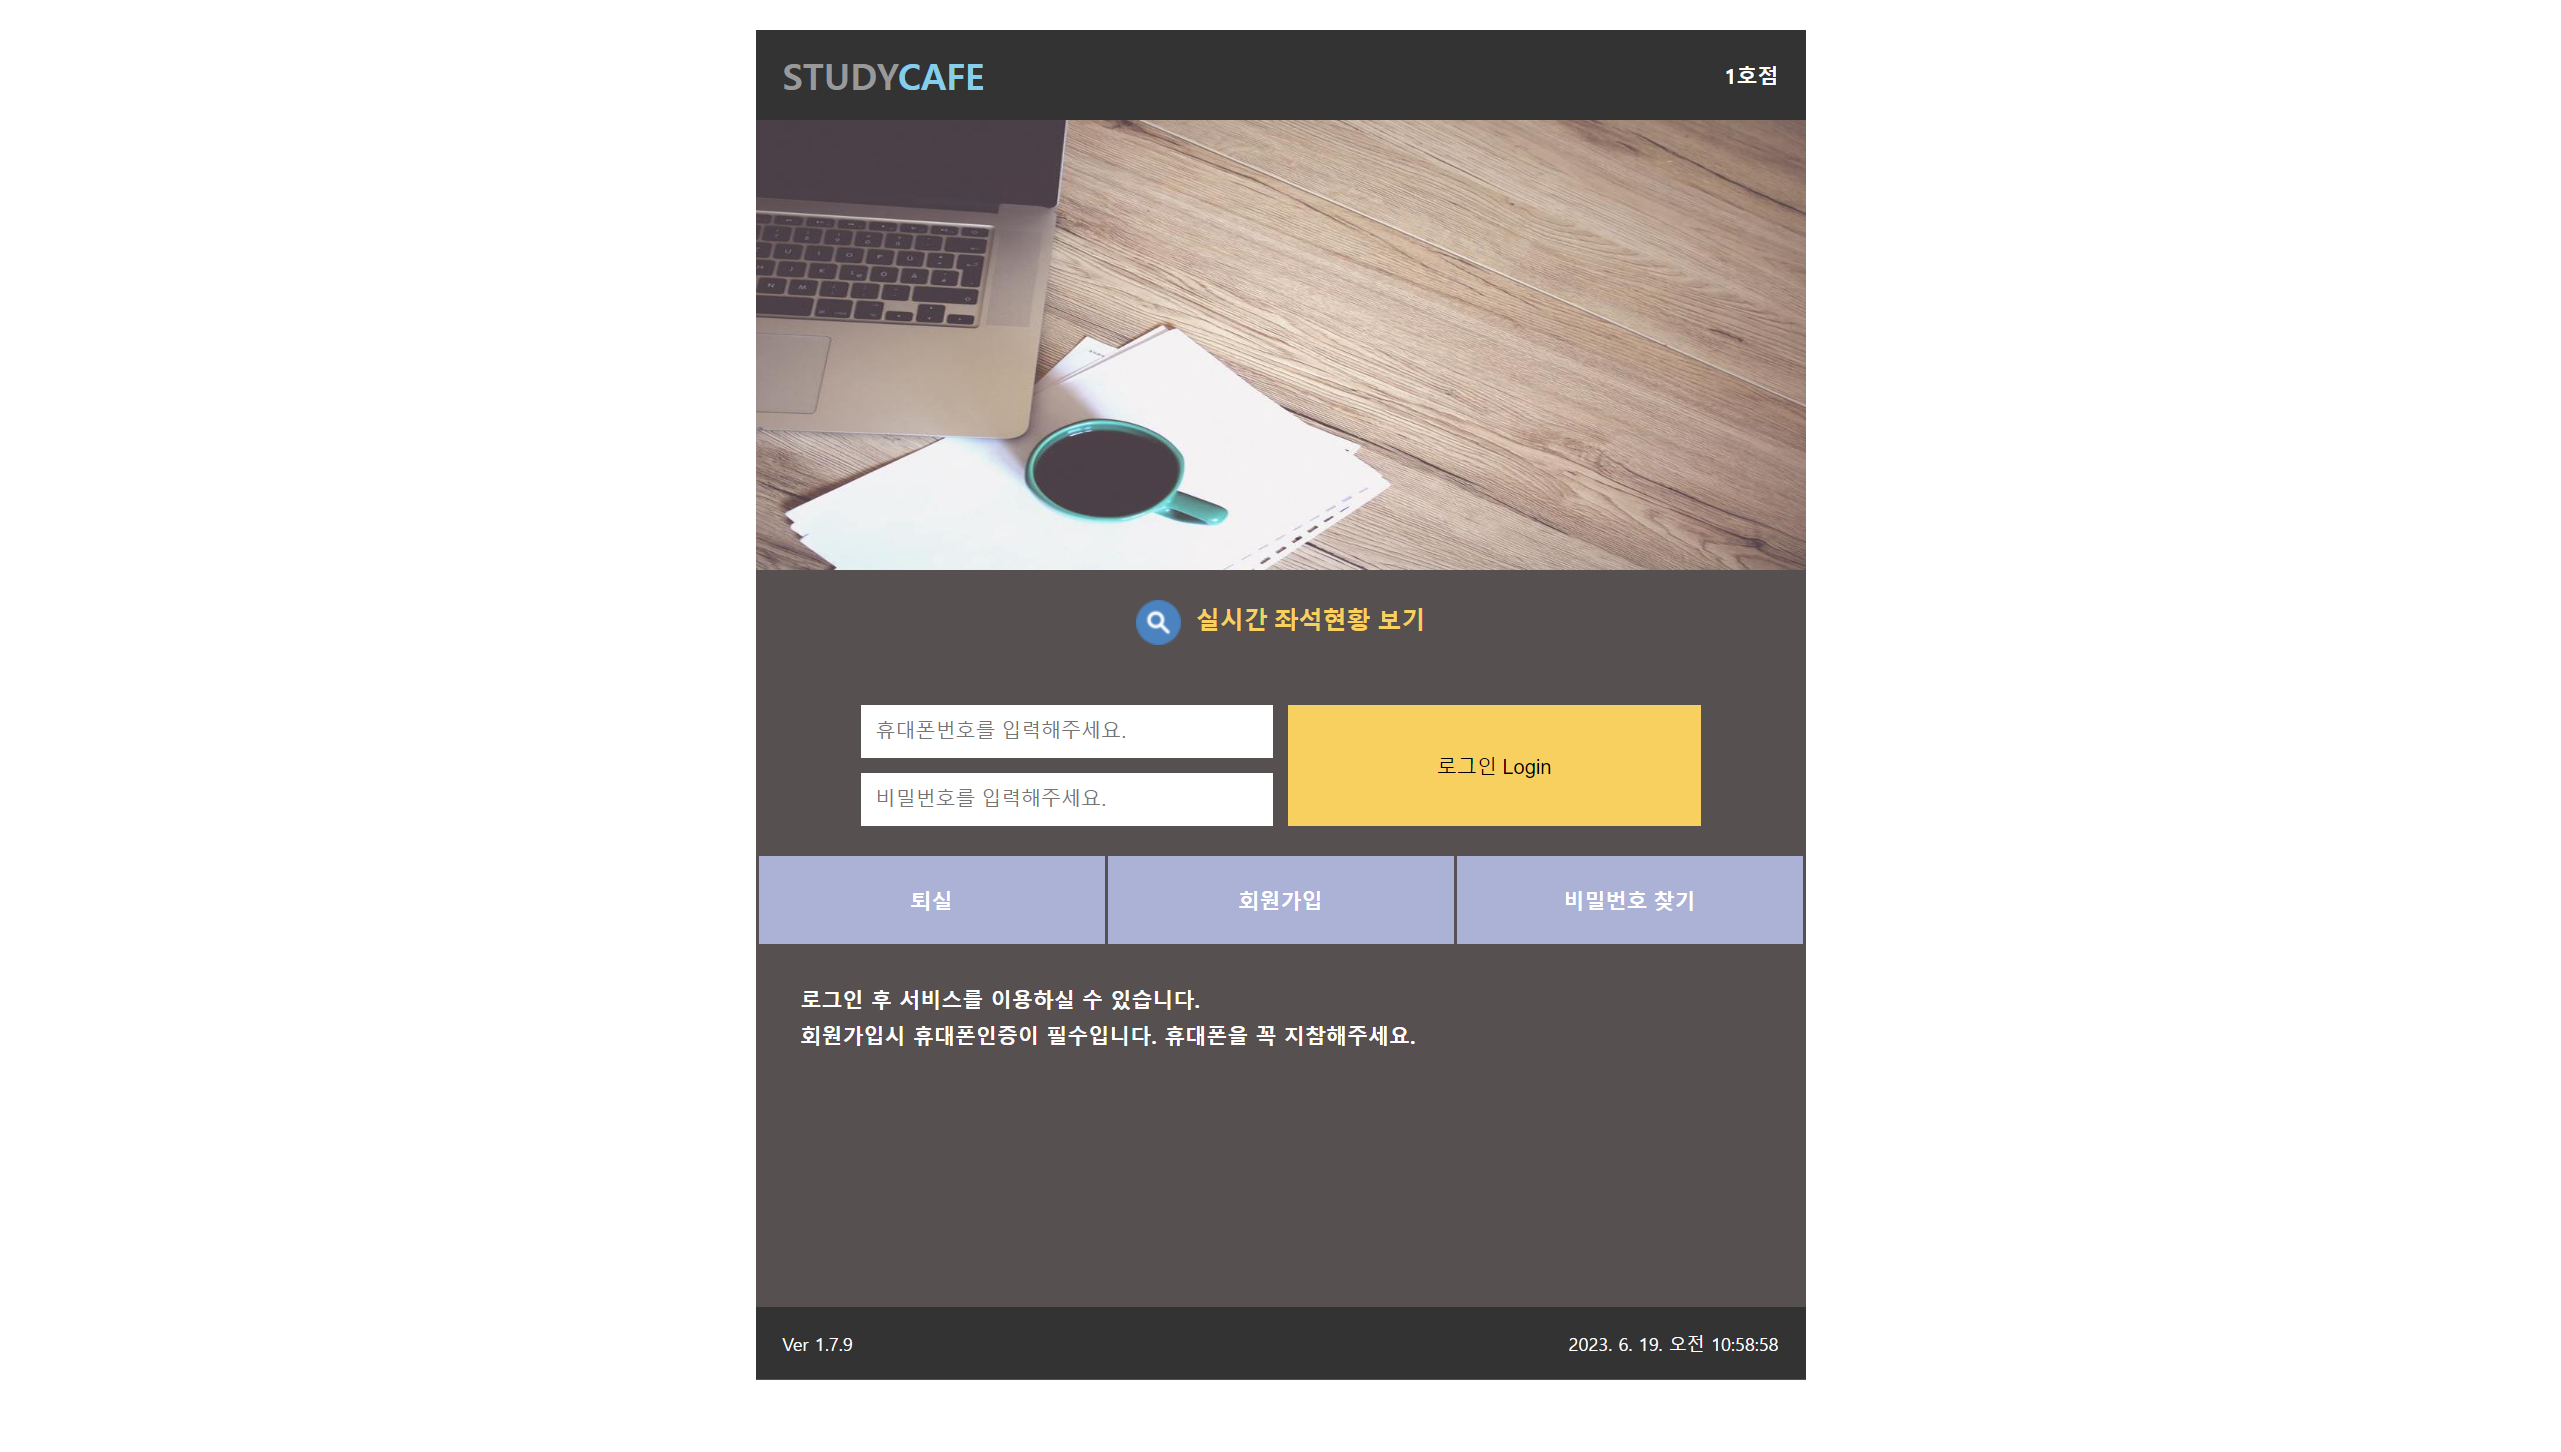 STUDYCAFE
1호점
실시간 좌석현황 보기
휴대폰번호를 입력해주세요.
비밀번호를 입력해주세요.
로그인 Login
퇴실
회원가입
비밀번호 찾기
로그인 후 서비스를 이용하실 수 있습니다.
회원가입시 휴대폰인증이 필수입니다. 휴대폰을 꼭 지참해주세요.
Ver 1.7.9
2023. 6. 19. 오전 10:58:58